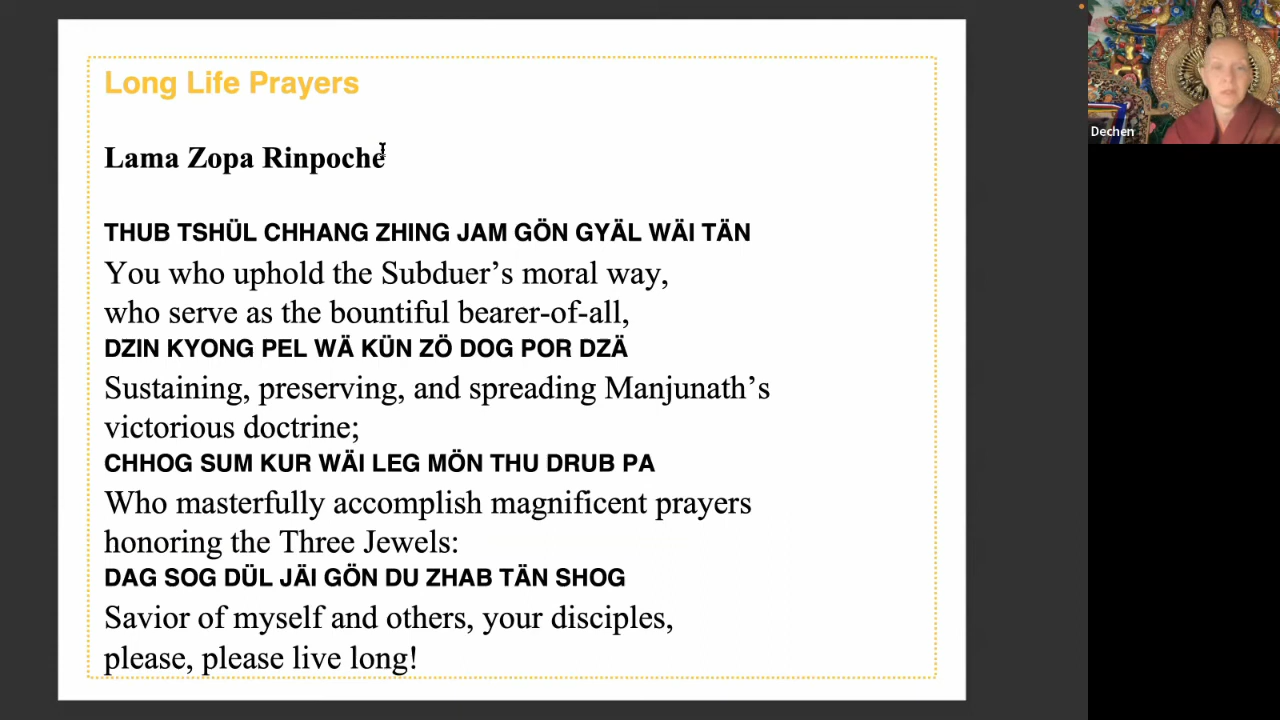 Long Life Prayers
Lama Zopa Rinpoche
THUB TSHÜL CHHANG ZHING JAM GÖN GYÄL WÄI TÄN
You who uphold the Subduer’s moral way,
who serve as the bountiful bearer-of-all,
DZIN KYONG PEL WÄ KÜN ZÖ DOG POR DZÄ
Sustaining, preserving, and spreading Manjunath’s
victorious doctrine;
CHHOG SUM KUR WÄI LEG MÖN THU DRUB PA
Who masterfully accomplish magnificent prayers
honoring the Three Jewels:
DAG SOG DÜL JÄI GÖN DU ZHAB TÄN SHOG
Savior of myself and others, your disciples,
please, please live long!
Dechen